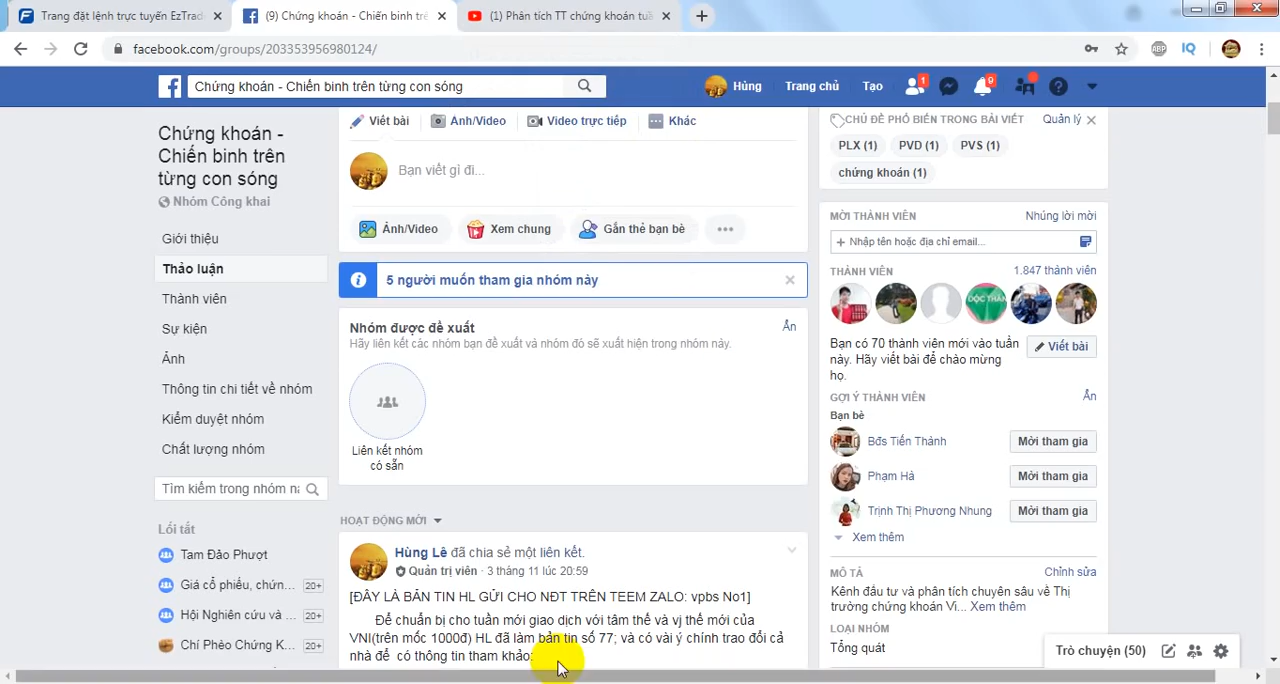 Trang đặt lệnh trực tuyến EzTrad
(9) Chứng khoán - Chiến binh trê
(1) Phân tích TT chứng khoán tuầ
facebook.com/groups/203353956980124/
ABP
IQ
Chứng khoán - Chiến binh trên từng con sóng
Hùng
Trang chủ
Tạo
1
9
Chứng khoán -
Chiến binh trên
từng con sóng
Nhóm Công khai
Giới thiệu
Thảo luận
Thành viên
Sự kiện
Ảnh
Thông tin chi tiết về nhóm
Kiểm duyệt nhóm
Chất lượng nhóm
Tìm kiếm trong nhóm nà
Lối tắt
Tam Đảo Phượt
Giá cổ phiếu, chứn... 20+
Hội Nghiên cứu và ... 20+
Chí Phèo Chứng K... 20+
Viết bài
Ảnh/Video
Video trực tiếp
Khác
Bạn viết gì đi...
Ảnh/Video
Xem chung
Gắn thẻ bạn bè
5 người muốn tham gia nhóm này
Nhóm được đề xuất
Ẩn
Hãy liên kết các nhóm bạn đề xuất và nhóm đó sẽ xuất hiện trong nhóm này.
Liên kết nhóm
có sẵn
HOẠT ĐỘNG MỚI
Hùng Lê đã chia sẻ một liên kết.
Quản trị viên · 3 tháng 11 lúc 20:59
[ĐÂY LÀ BẢN TIN HL GỬI CHO NĐT TRÊN TEEM ZALO: vpbs No1]
Để chuẩn bị cho tuần mới giao dịch với tâm thế và vị thế mới của
VNI(trên mốc 1000đ) HL đã làm bản tin số 77; và có vài ý chính trao đổi cả
nhà để có thông tin tham khảo:
CHỦ ĐỀ PHỔ BIẾN TRONG BÀI VIẾT
Quản lý
PLX (1)
PVD (1)
PVS (1)
chứng khoán (1)
MỜI THÀNH VIÊN
Nhúng lời mời
+ Nhập tên hoặc địa chỉ email...
THÀNH VIÊN
1.847 thành viên
ĐỘC THÂN
Bạn có 70 thành viên mới vào tuần
này. Hãy viết bài để chào mừng
họ.
Viết bài
GỢI Ý THÀNH VIÊN
Ẩn
Bạn bè
Bđs Tiến Thành
Mời tham gia
Phạm Hà
Mời tham gia
Trịnh Thị Phương Nhung
Mời tham gia
Xem thêm
MÔ TẢ
Chỉnh sửa
Kênh đầu tư và phân tích chuyên sâu về Thị
trường chứng khoán Vi... Xem thêm
LOẠI NHÓM
Tổng quát
Trò chuyện (50)